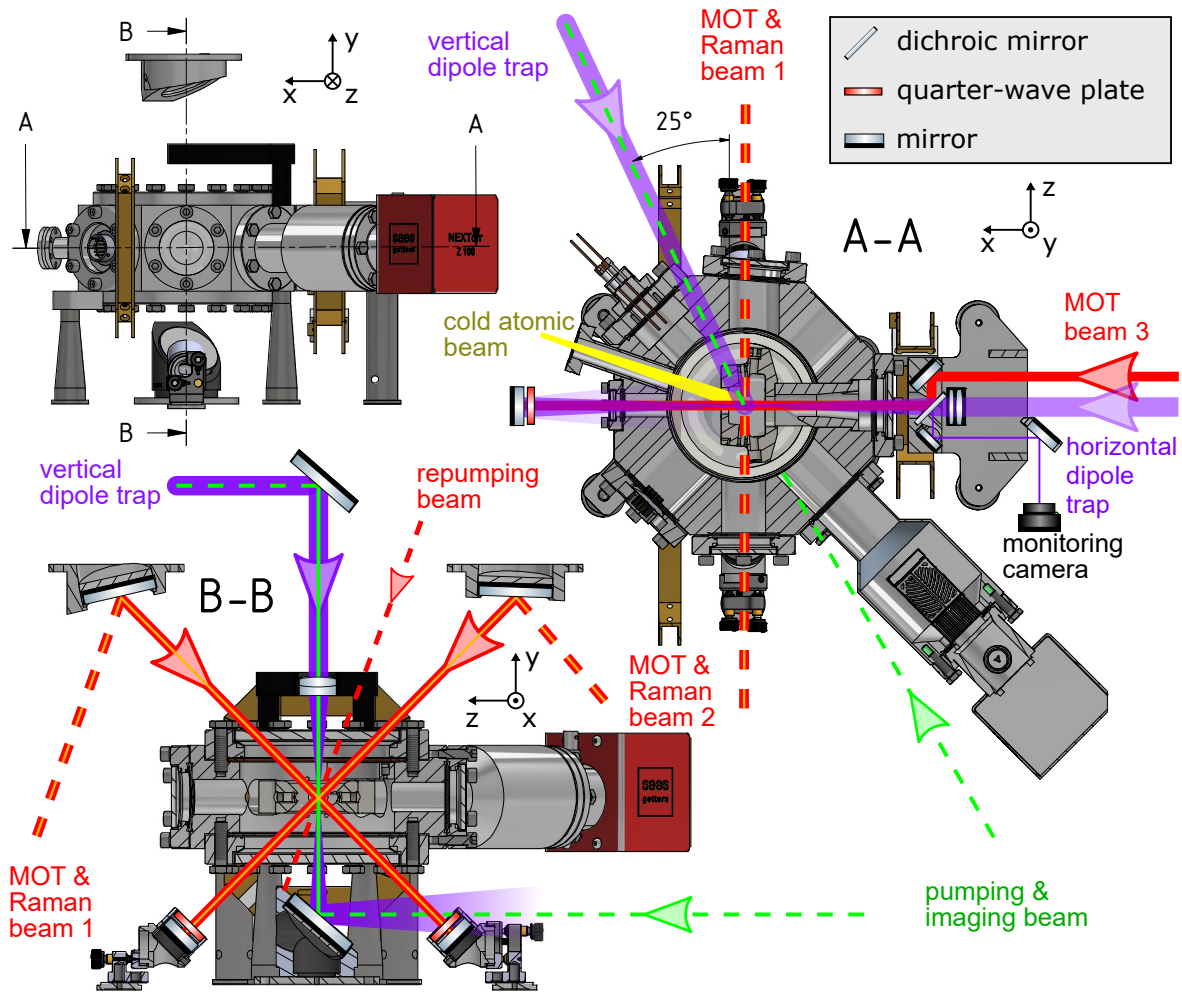 B
y
x
z
A
A
saes
getters
NEXTorr
Z 100
B
vertical
dipole trap
MOT &
Raman
beam 1
25°
dichroic mirror
quarter-wave plate
mirror
A-A
z
x
y
cold atomic
beam
MOT
beam 3
horizontal
dipole
trap
monitoring
camera
vertical
dipole trap
repumping
beam
B-B
y
z
x
MOT &
Raman
beam 2
saes
getters
MOT &
Raman
beam 1
pumping &
imaging beam